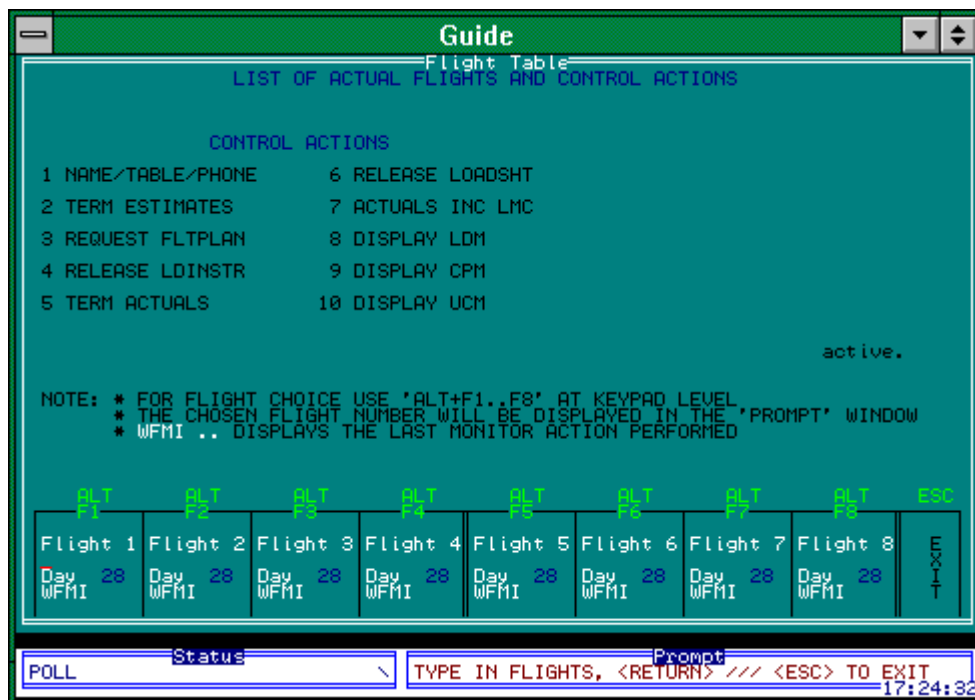 Guide
Flight Table
LIST OF ACTUAL FLIGHTS AND CONTROL ACTIONS
CONTROL ACTIONS
1 NAME/TABLE/PHONE 6 RELEASE LOADSHT
2 TERM ESTIMATES 7 ACTUALS INC LMC
3 REQUEST FLTPLAN 8 DISPLAY LDM
4 RELEASE LDINSTR 9 DISPLAY CPM
5 TERM ACTUALS 10 DISPLAY UCM
active.
NOTE: * FOR FLIGHT CHOICE USE 'ALT+F1..F8' AT KEYPAD LEVEL
* THE CHOSEN FLIGHT NUMBER WILL BE DISPLAYED IN THE 'PROMPT' WINDOW
* WFMI .. DISPLAYS THE LAST MONITOR ACTION PERFORMED
ALT ALT ALT ALT ALT ALT ALT ALT ESC
F1 F2 F3 F4 F5 F6 F7 F8
Flight 1 Flight 2 Flight 3 Flight 4 Flight 5 Flight 6 Flight 7 Flight 8 EXIT
Day 28 Day 28 Day 28 Day 28 Day 28 Day 28 Day 28 Day 28
WFMI WFMI WFMI WFMI WFMI WFMI WFMI WFMI
Status
POLL \
Prompt
TYPE IN FLIGHTS, <RETURN> /// <ESC> TO EXIT
17:24:32